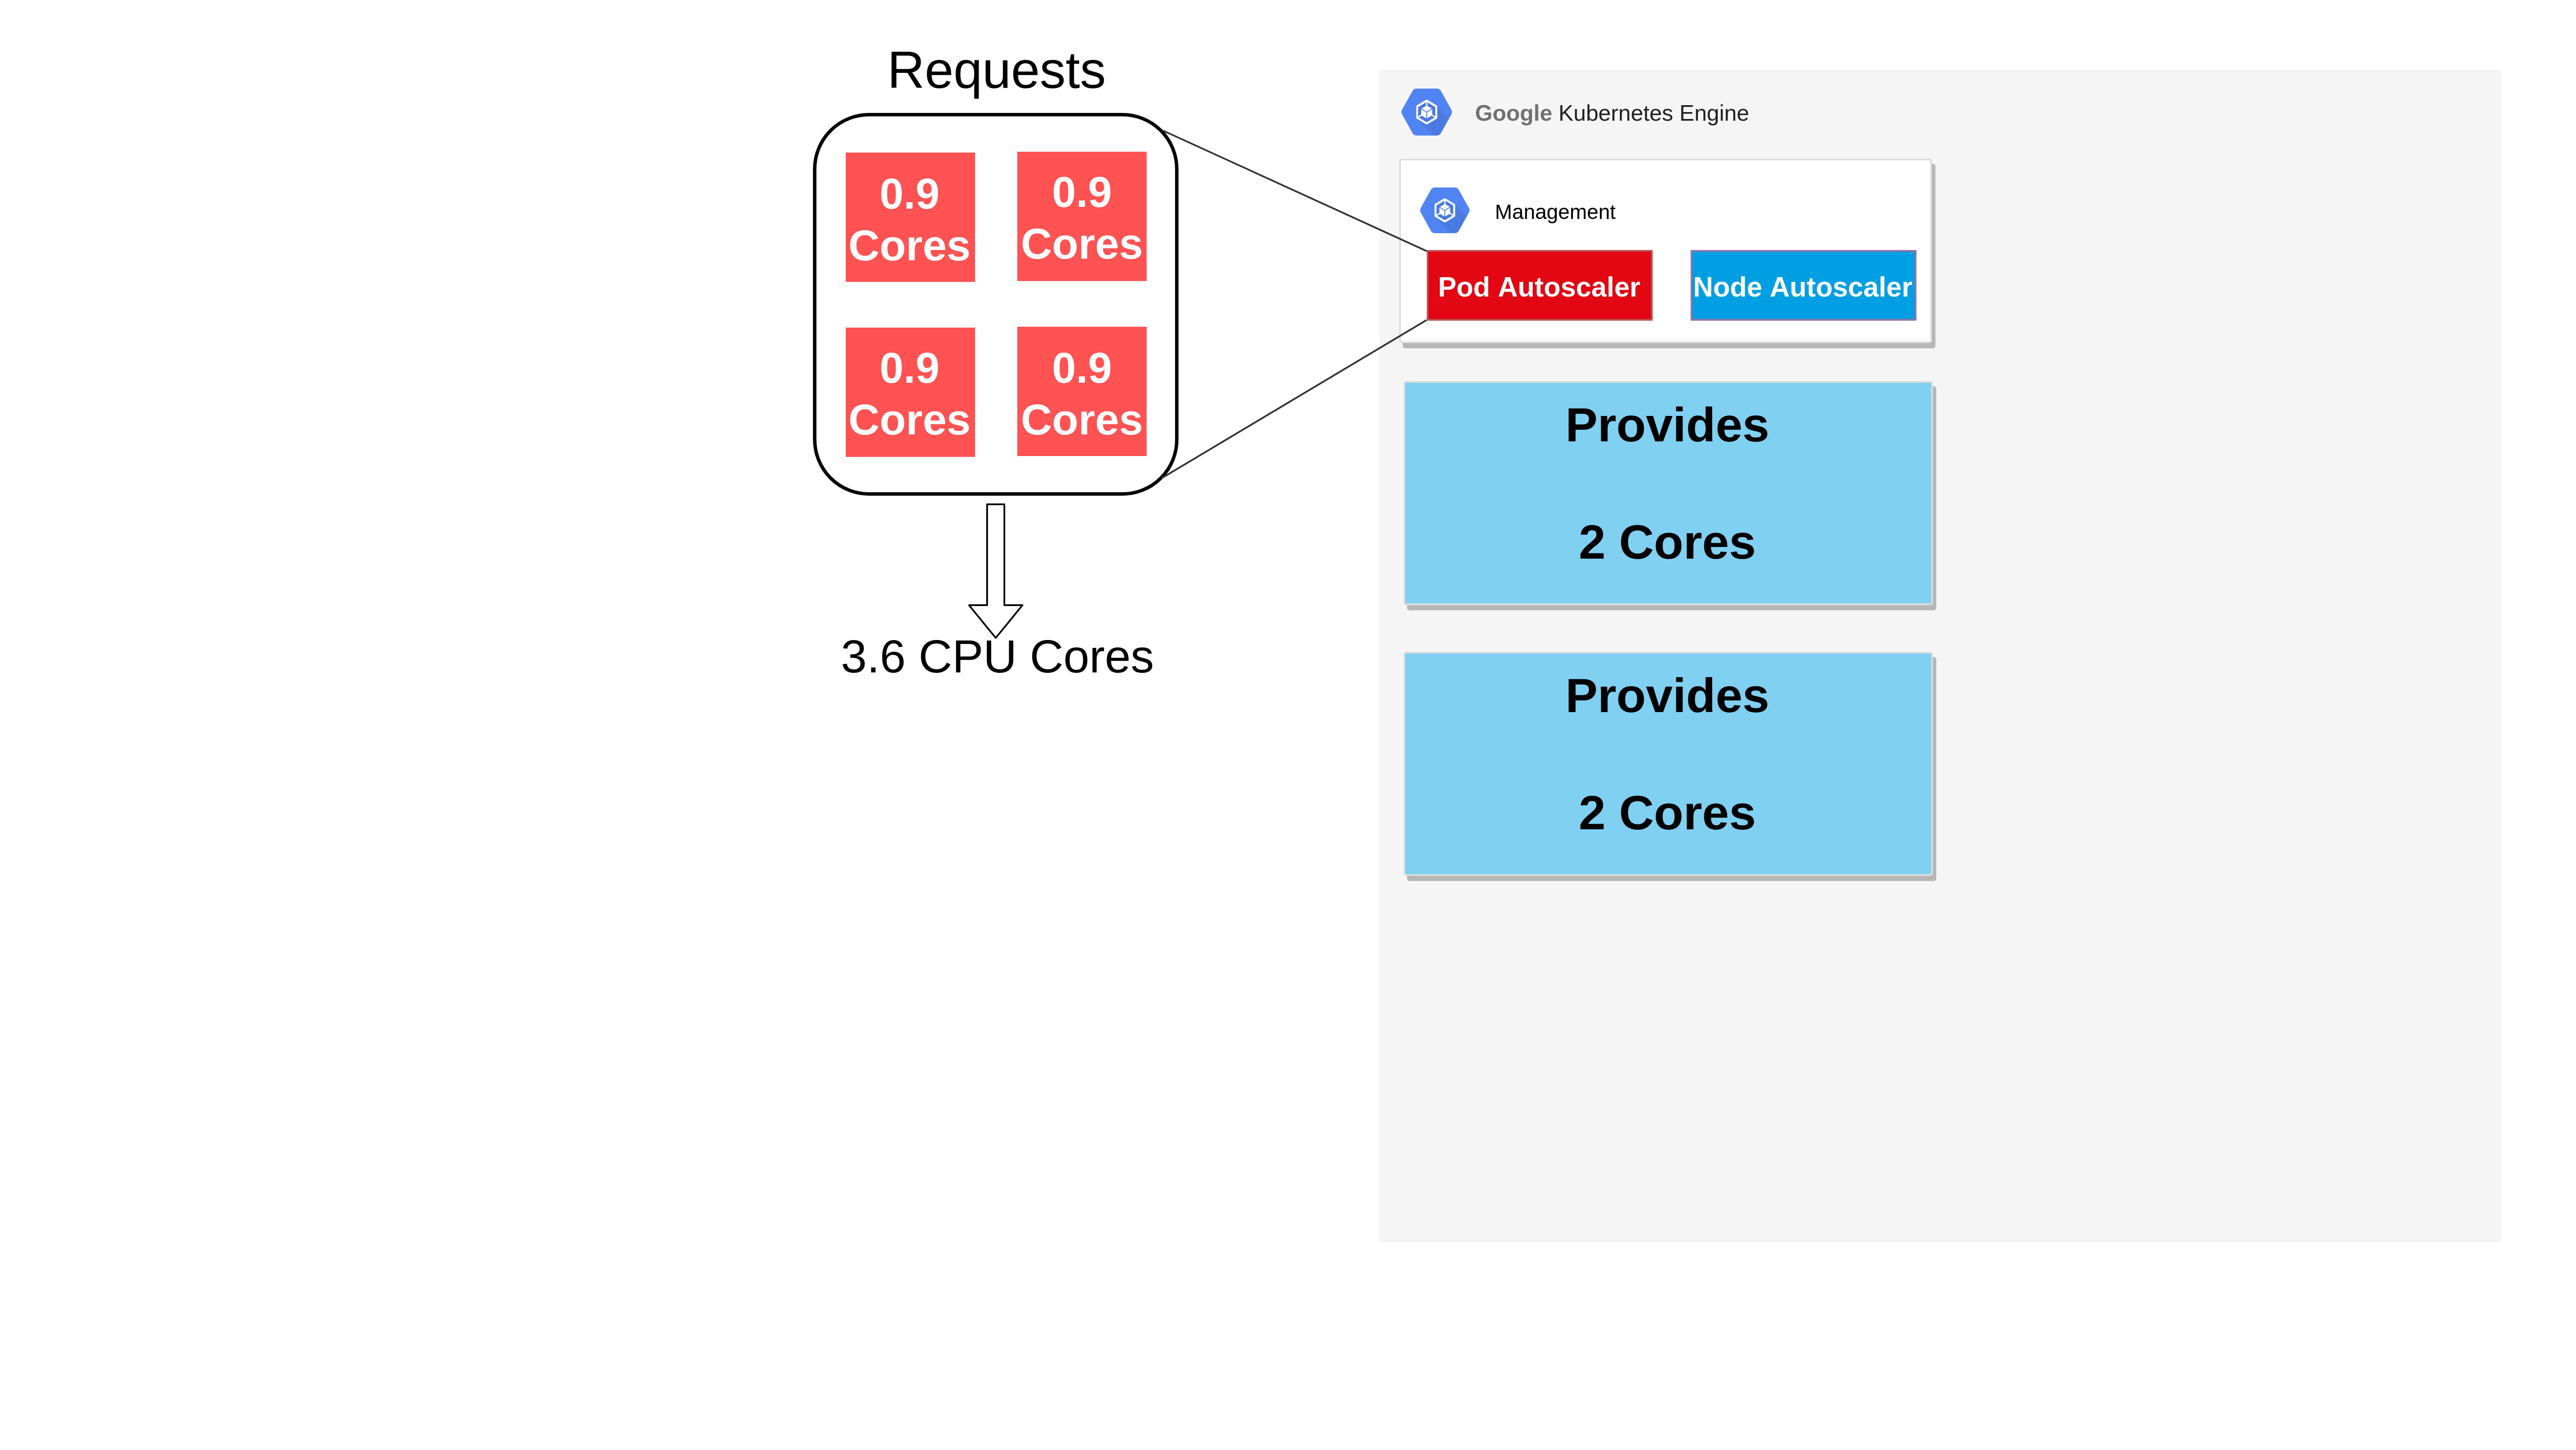 Requests
0.9
Cores
0.9
Cores
0.9
Cores
0.9
Cores
3.6 CPU Cores
Google Kubernetes Engine
Management
Pod Autoscaler
Node Autoscaler
Provides
2 Cores
Provides
2 Cores